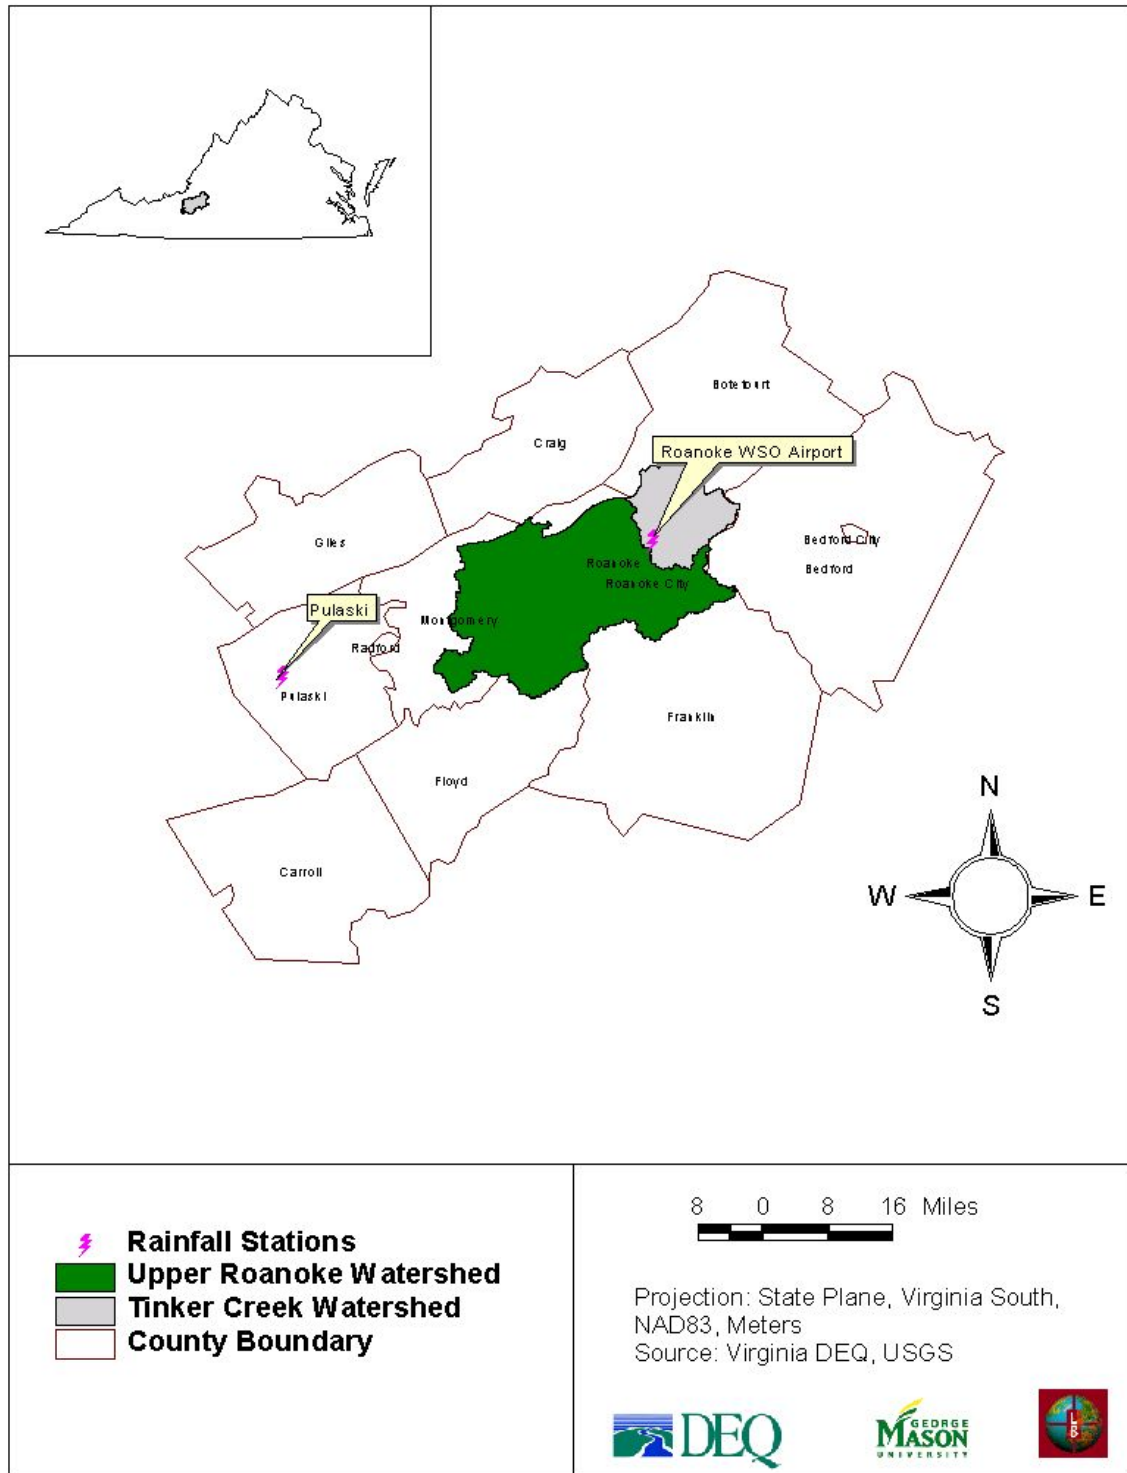 Botetourt
Craig
Roanoke WSO Airport
Giles
Bedford City
Bedford
Roanoke
Roanoke City
Pulaski
Montgomery
Radford
Pulaski
Franklin
Floyd
Carroll
N
W
E
S
Rainfall Stations
Upper Roanoke Watershed
Tinker Creek Watershed
County Boundary
8 0 8 16 Miles
Projection: State Plane, Virginia South,
NAD83, Meters
Source: Virginia DEQ, USGS
DEQ
GEORGE
MASON
UNIVERSITY